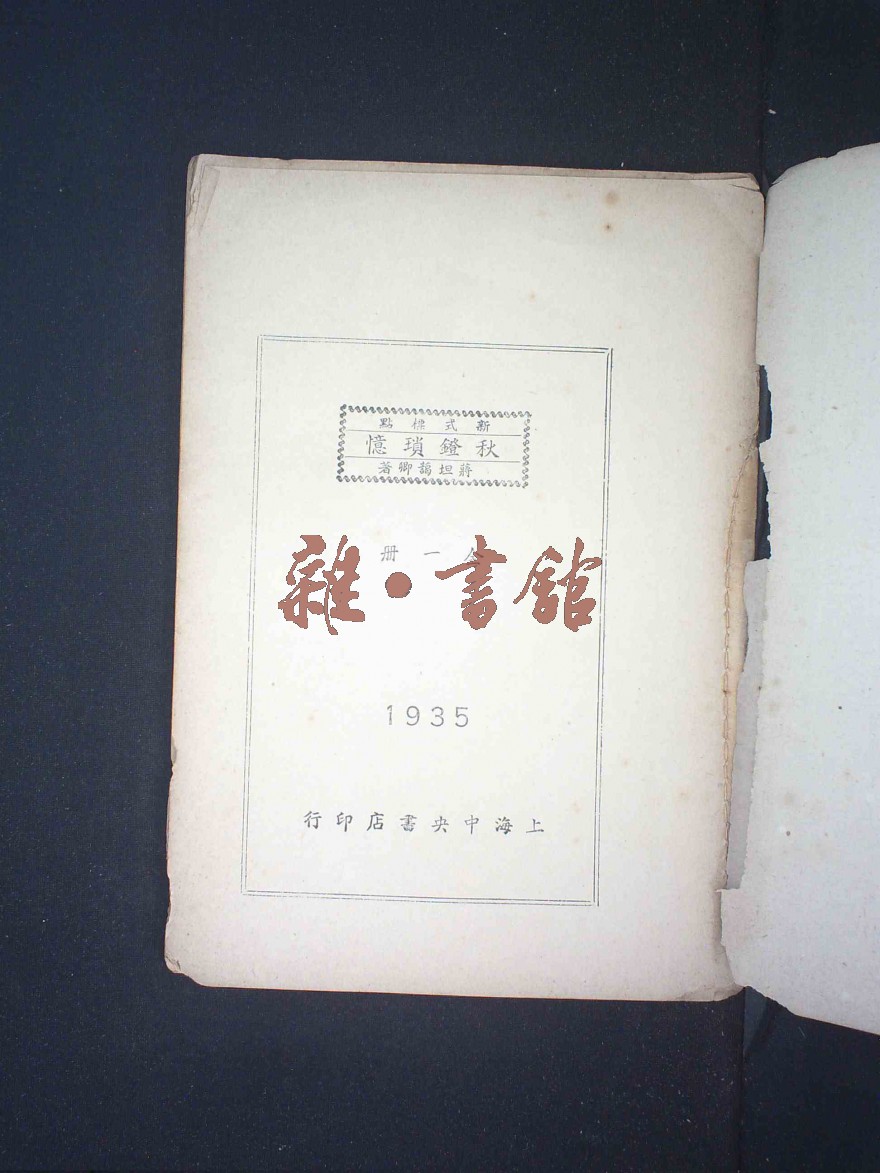 新式標點
秋鐙瑣憶
蔣坦藹卿著
全一册
雜·書館
1935
上海中央書店印行